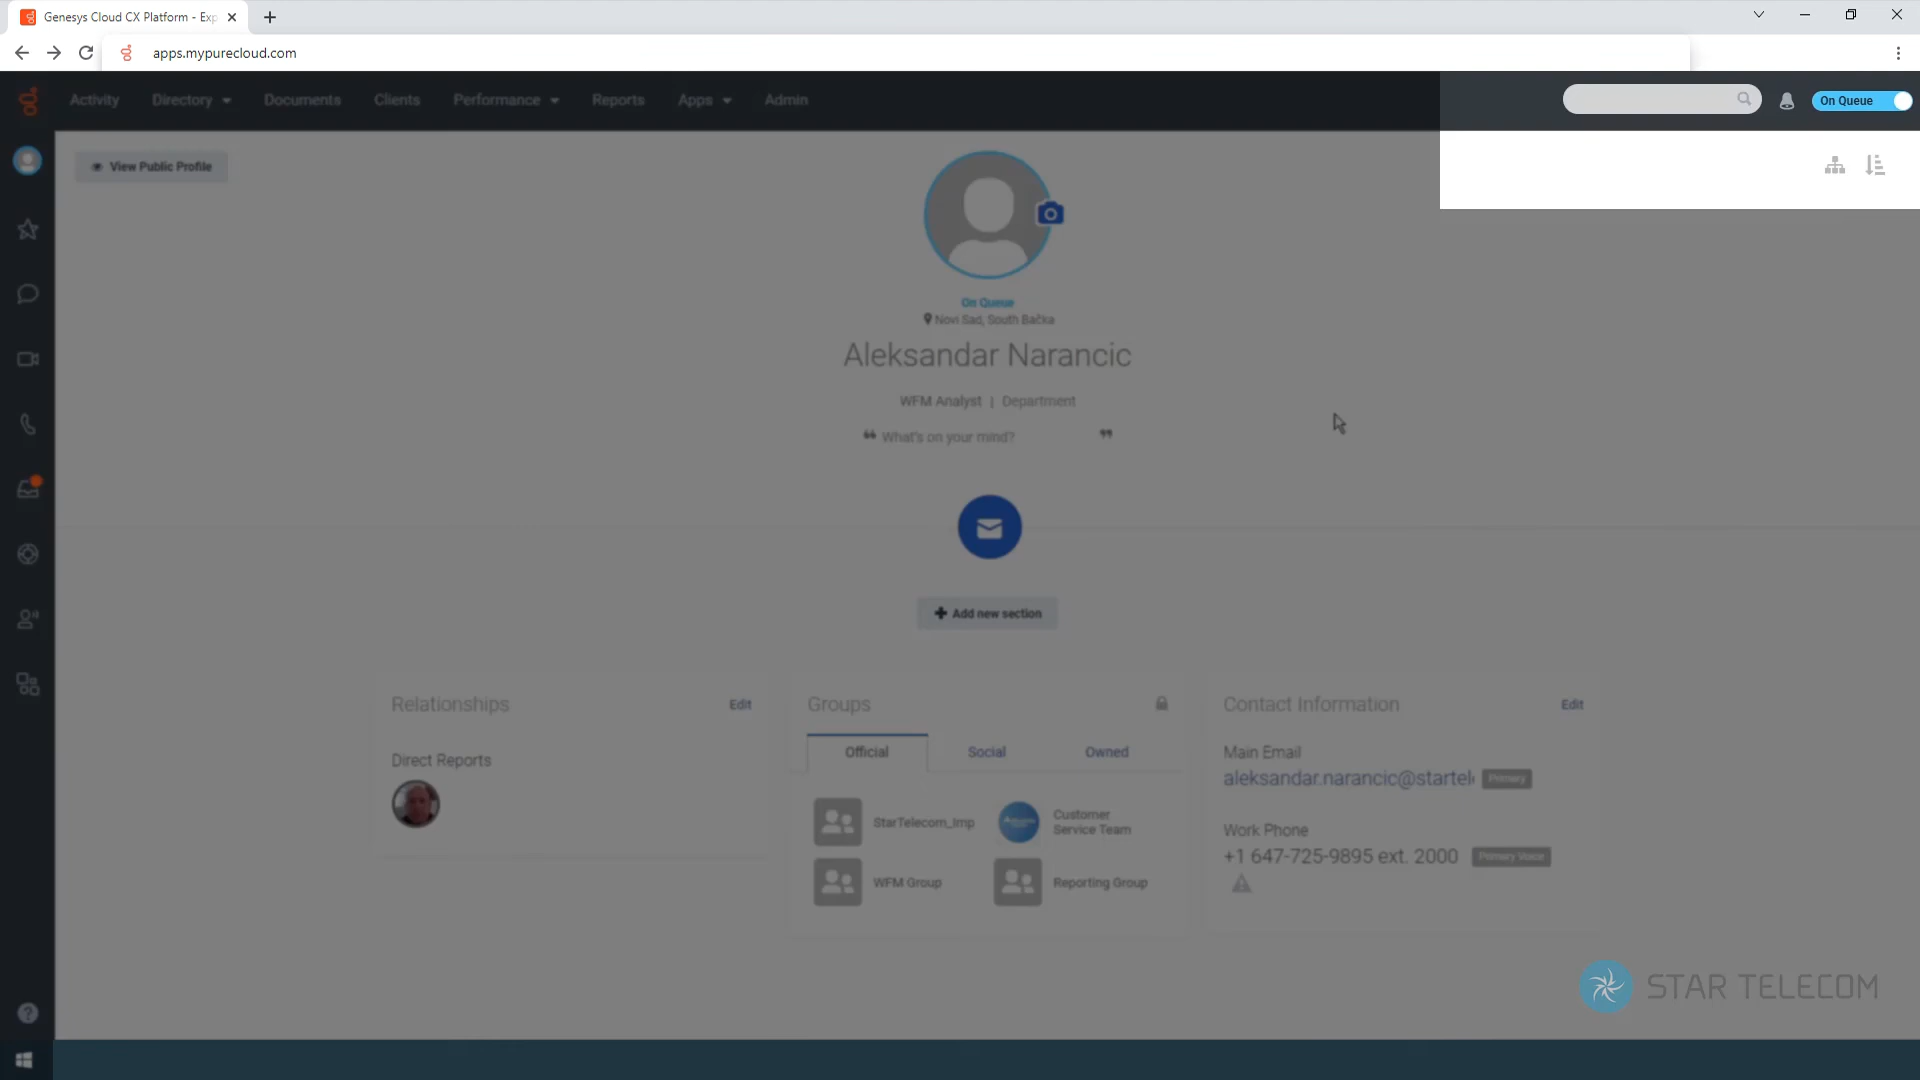 Genesys Cloud CX Platform - Exp
apps.mypurecloud.com
Activity Directory Documents Clients Performance Reports Apps Admin
On Queue
View Public Profile
On Queue
Novi Sad, South Bačka
Aleksandar Narancic
WFM Analyst | Department
“ What's on your mind? ”
Add new section
Relationships Edit
Direct Reports
Groups
Official Social Owned
StarTelecom_Imp
Customer
Service Team
WFM Group
Reporting Group
Contact Information Edit
Main Email
aleksandar.narancic@startel Primary
Work Phone
+1 647-725-9895 ext. 2000 Primary Voice
STAR TELECOM